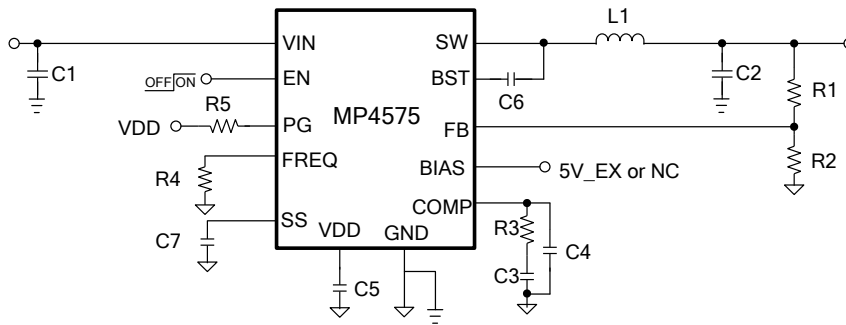 L1
VIN
SW
C1
OFF ON
EN
BST
C6
C2
R1
R5
MP4575
VDD
PG
FB
FREQ
R4
BIAS
5V_EX or NC
R2
COMP
SS
R3
C4
C7
VDD
GND
C3
C5